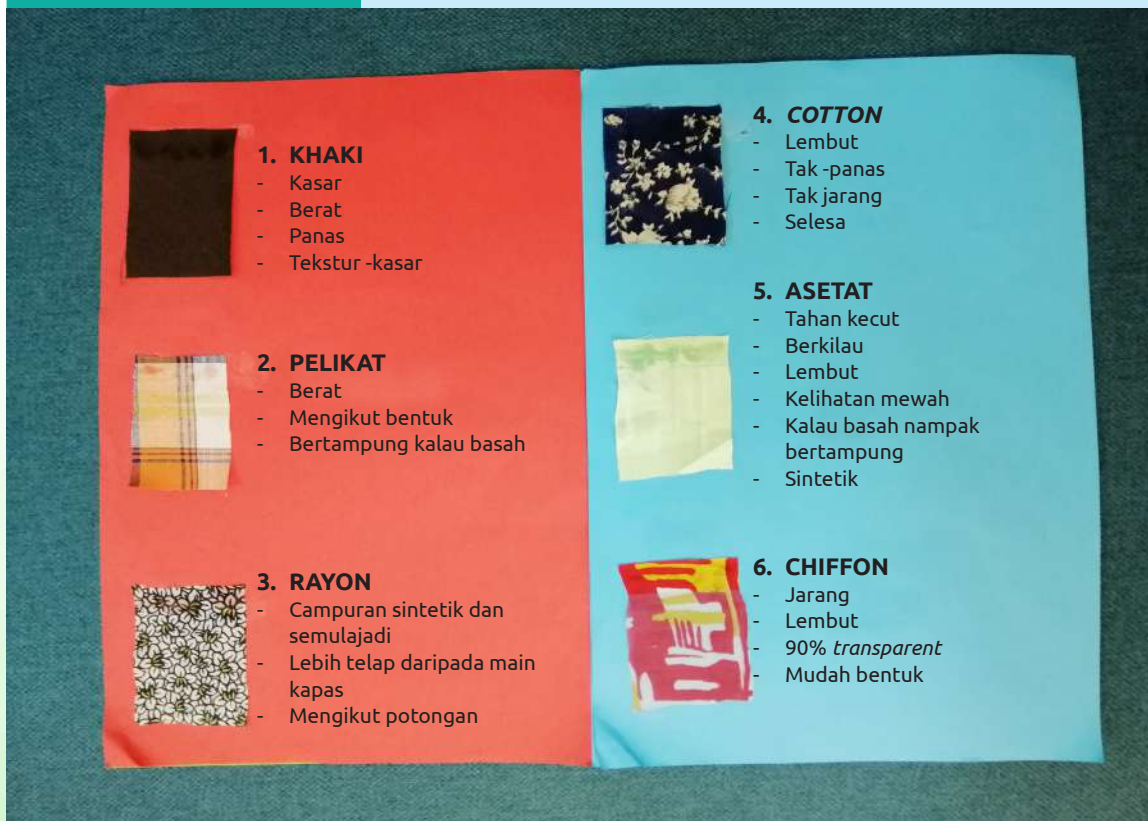 1. KHAKI
- Kasar
- Berat
- Panas
- Tekstur -kasar
2. PELIKAT
- Berat
- Mengikut bentuk
- Bertampung kalau basah
3. RAYON
- Campuran sintetik dan
semulajadi
- Lebih telap daripada main
kapas
- Mengikut potongan
4. COTTON
- Lembut
- Tak -panas
- Tak jarang
- Selesa
5. ASETAT
- Tahan kecut
- Berkilau
- Lembut
- Kelihatan mewah
- Kalau basah nampak
bertampung
- Sintetik
6. CHIFFON
- Jarang
- Lembut
- 90% transparent
- Mudah bentuk